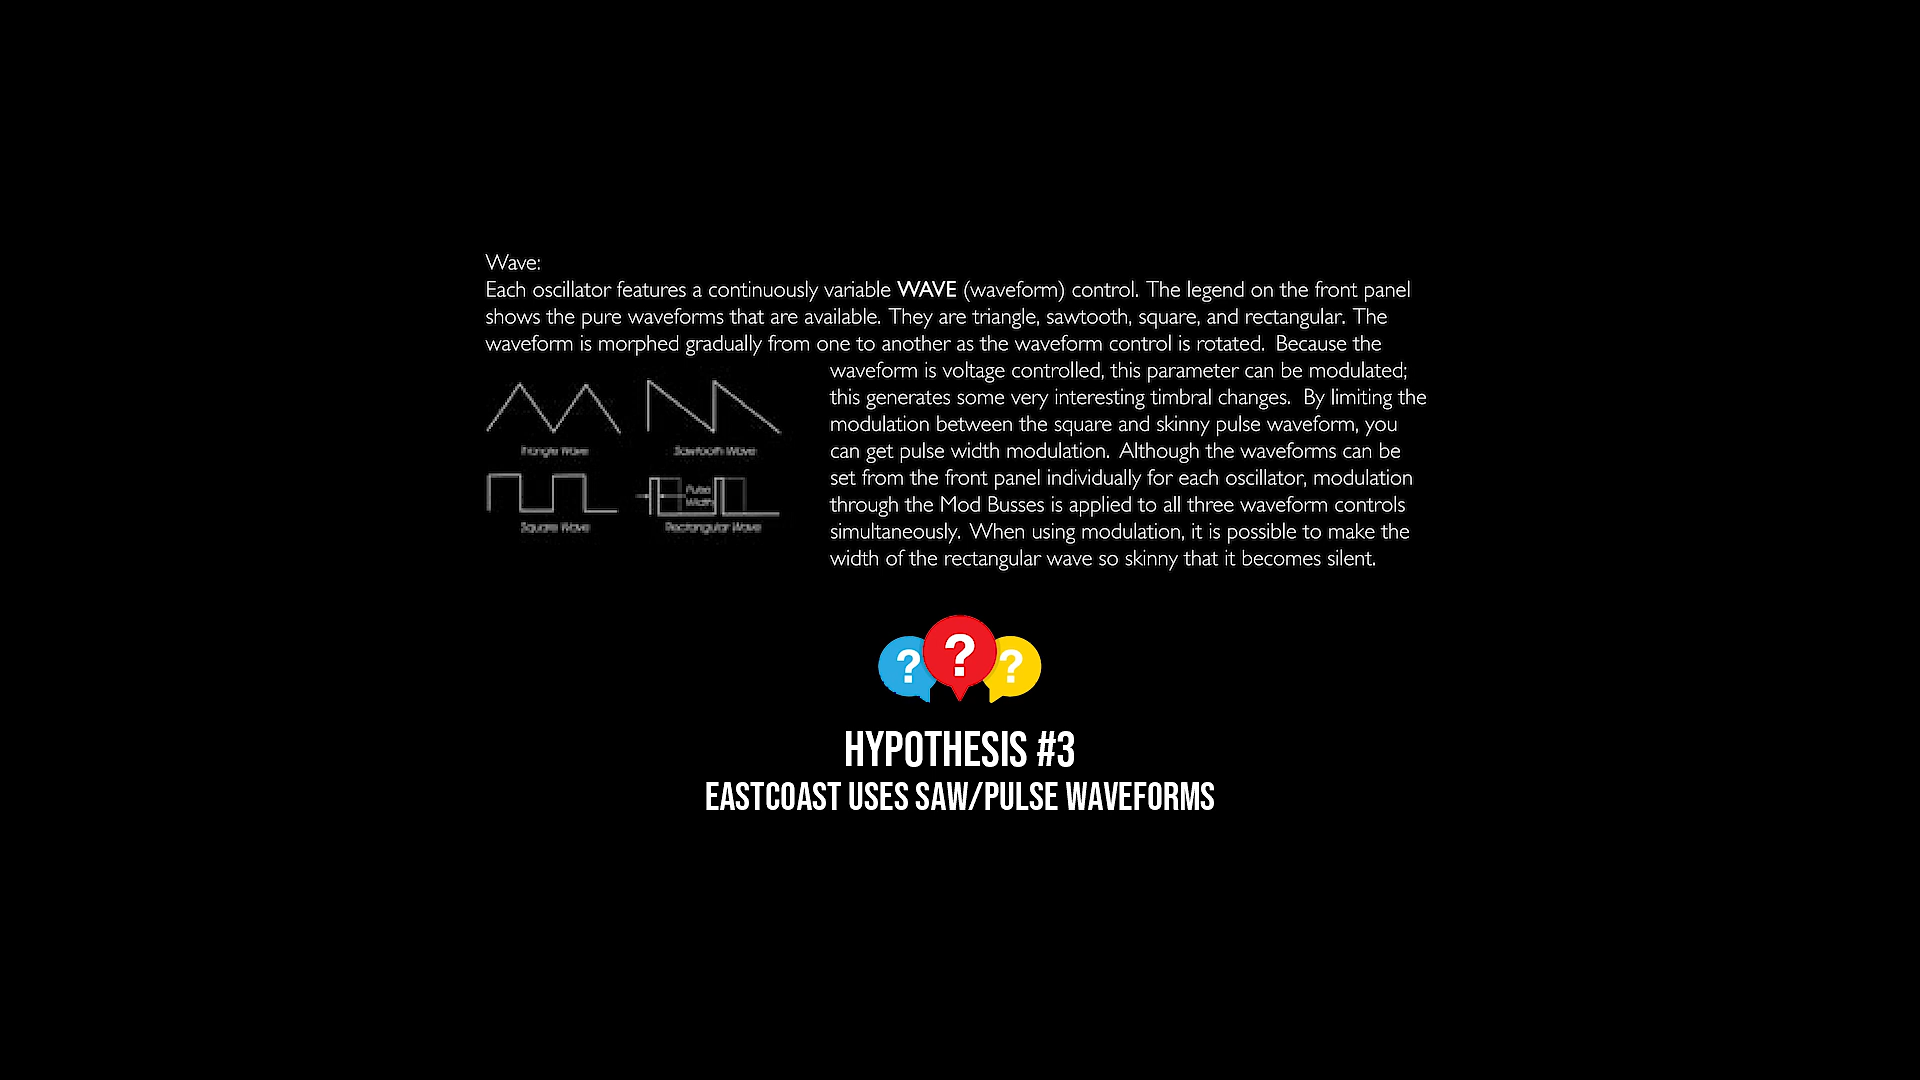 Wave:
Each oscillator features a continuously variable WAVE (waveform) control. The legend on the front panel
shows the pure waveforms that are available. They are triangle, sawtooth, square, and rectangular. The
waveform is morphed gradually from one to another as the waveform control is rotated. Because the
waveform is voltage controlled, this parameter can be modulated;
this generates some very interesting timbral changes. By limiting the
modulation between the square and skinny pulse waveform, you
can get pulse width modulation. Although the waveforms can be
set from the front panel individually for each oscillator, modulation
through the Mod Busses is applied to all three waveform controls
simultaneously. When using modulation, it is possible to make the
width of the rectangular wave so skinny that it becomes silent.
Triangle Wave
Sawtooth Wave
Pulse
Width
Square Wave
Rectangular Wave
? ? ?
HYPOTHESIS #3
EASTCOAST USES SAW/PULSE WAVEFORMS